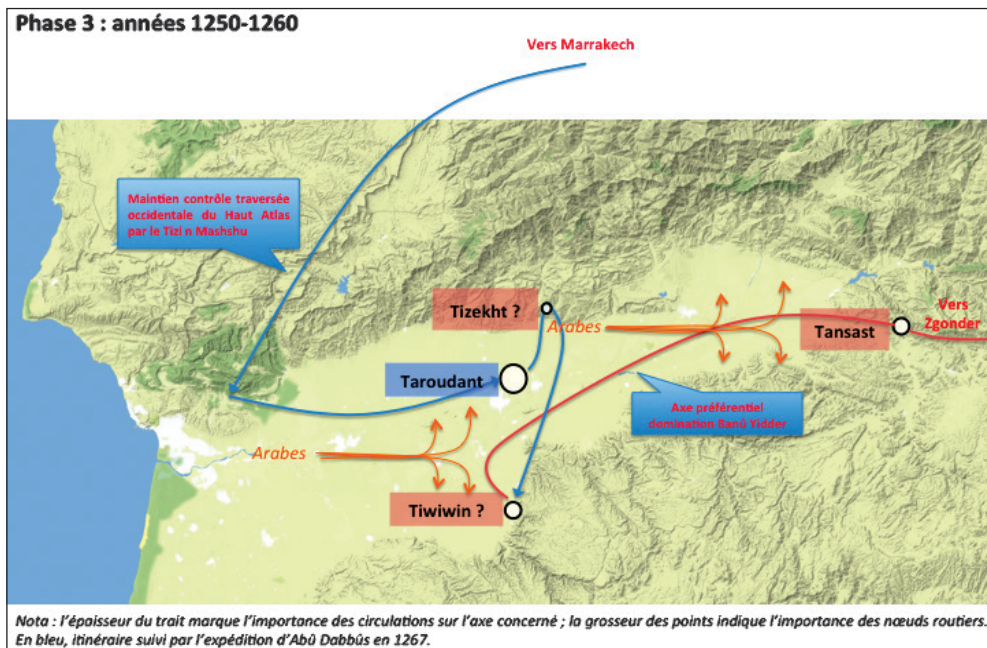 Phase 3 : années 1250-1260
Vers Marrakech
Maintien contrôle traversée
occidentale du Haut Atlas
par le Tizi n Mashshu
Tizekht ?
Arabes
Tansast
Vers
Zgonder
Taroudant
Axe préférentiel
domination Banû Yidder
Arabes
Tiwiwin ?
Nota : l'épaisseur du trait marque l'importance des circulations sur l'axe concerné ; la grosseur des points indique l'importance des nœuds routiers.
En bleu, itinéraire suivi par l'expédition d'Abû Dabbûs en 1267.